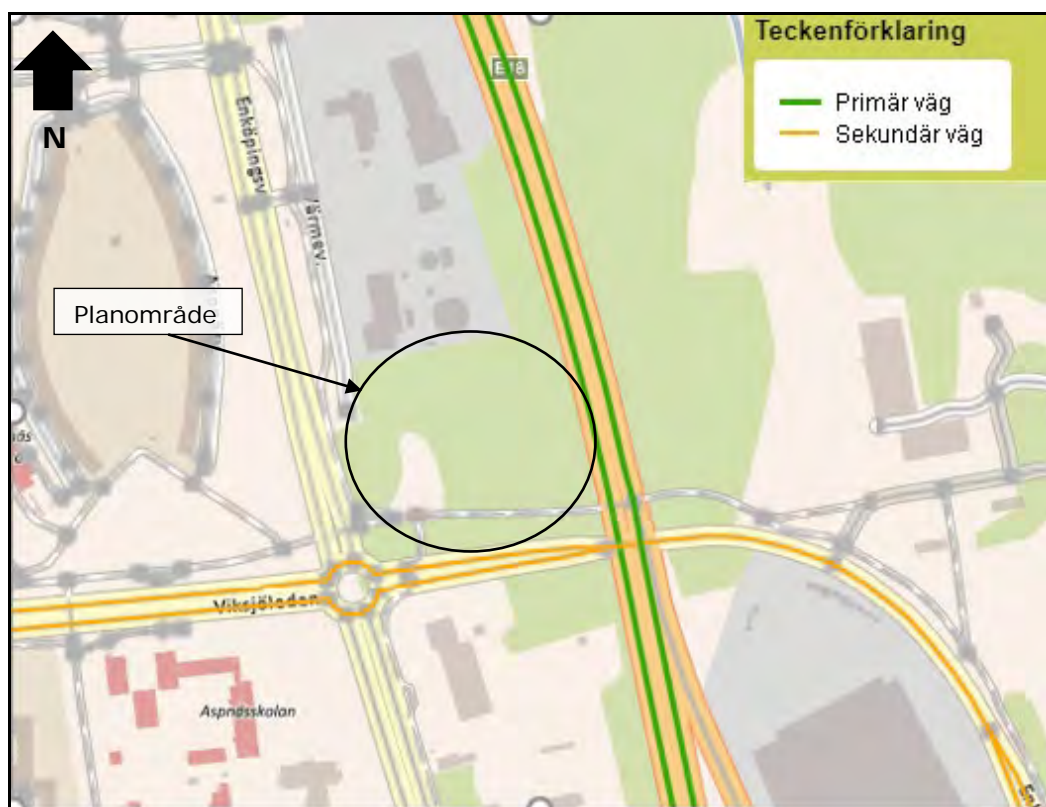 Teckenförklaring
Primär väg
Sekundär väg
N
E18
Enköpingsv.
Värmev.
Planområde
Viksjöleden
Aspnässkolan